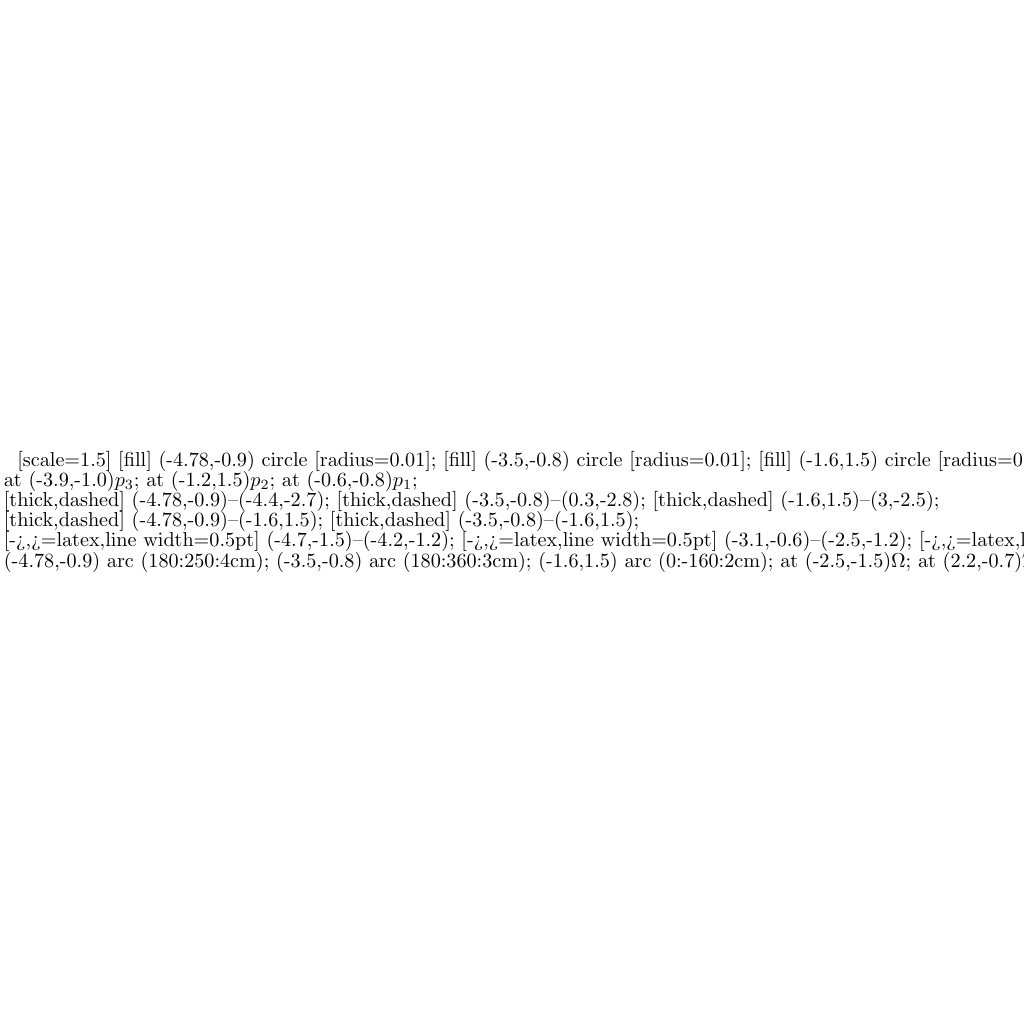 [scale=1.5] [fill] (-4.78,-0.9) circle [radius=0.01]; [fill] (-3.5,-0.8) circle [radius=0.01]; [fill] (-1.6,1.5) circle [radius=0
at (-3.9,-1.0)p₃; at (-1.2,1.5)p₂; at (-0.6,-0.8)p₁;
[thick,dashed] (-4.78,-0.9)–(-4.4,-2.7); [thick,dashed] (-3.5,-0.8)–(0.3,-2.8); [thick,dashed] (-1.6,1.5)–(3,-2.5);
[thick,dashed] (-4.78,-0.9)–(-1.6,1.5); [thick,dashed] (-3.5,-0.8)–(-1.6,1.5);
[-¿,¿=latex,line width=0.5pt] (-4.7,-1.5)–(-4.2,-1.2); [-¿,¿=latex,line width=0.5pt] (-3.1,-0.6)–(-2.5,-1.2); [-¿,¿=latex,
(-4.78,-0.9) arc (180:250:4cm); (-3.5,-0.8) arc (180:360:3cm); (-1.6,1.5) arc (0:-160:2cm); at (-2.5,-1.5)Ω; at (2.2,-0.7)